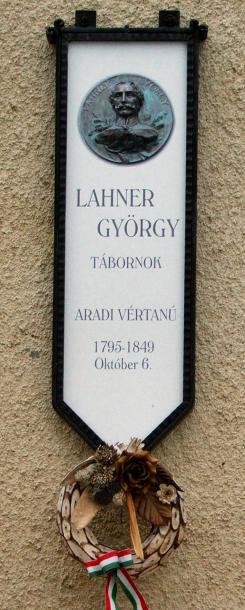 LAHNER
GYÖRGY
TÁBORNOK
ARADI VÉRTANÚ
1795-1849
Október 6.